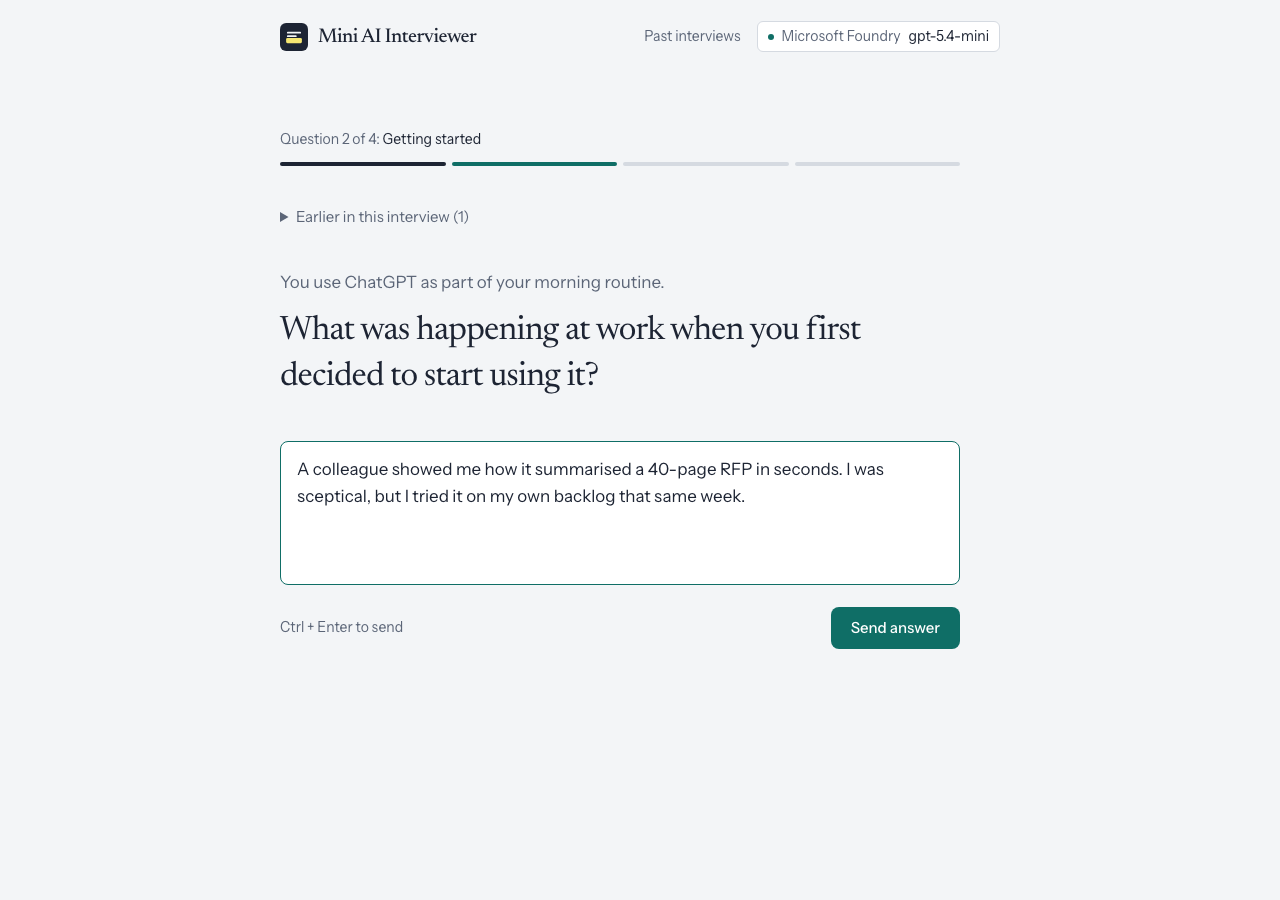 Mini AI Interviewer
Past interviews
Microsoft Foundry gpt-5.4-mini
Question 2 of 4: Getting started
Earlier in this interview (1)
You use ChatGPT as part of your morning routine.
What was happening at work when you first
decided to start using it?
A colleague showed me how it summarised a 40-page RFP in seconds. I was
sceptical, but I tried it on my own backlog that same week.
Ctrl + Enter to send
Send answer